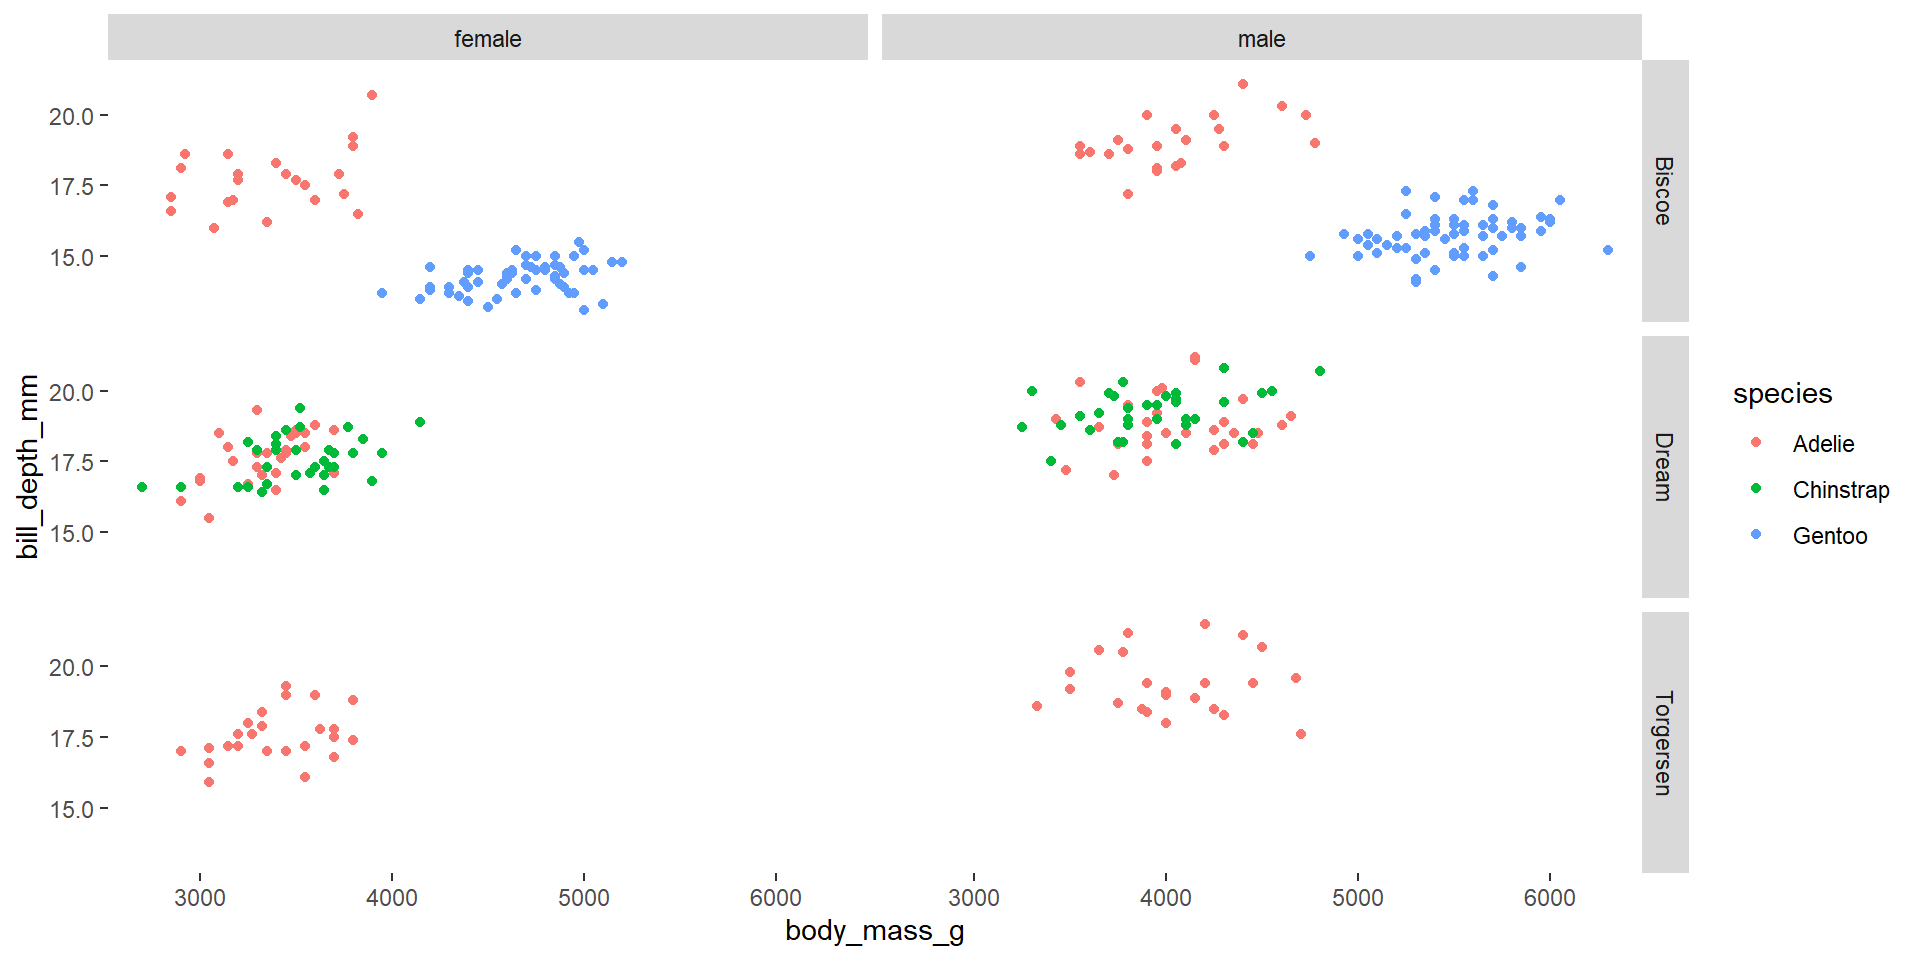 female
male
20.0
17.5
15.0
Biscoe
20.0
17.5
15.0
Dream
20.0
17.5
15.0
Torgersen
bill_depth_mm
3000 4000 5000 6000
3000 4000 5000 6000
body_mass_g
species
Adelie
Chinstrap
Gentoo